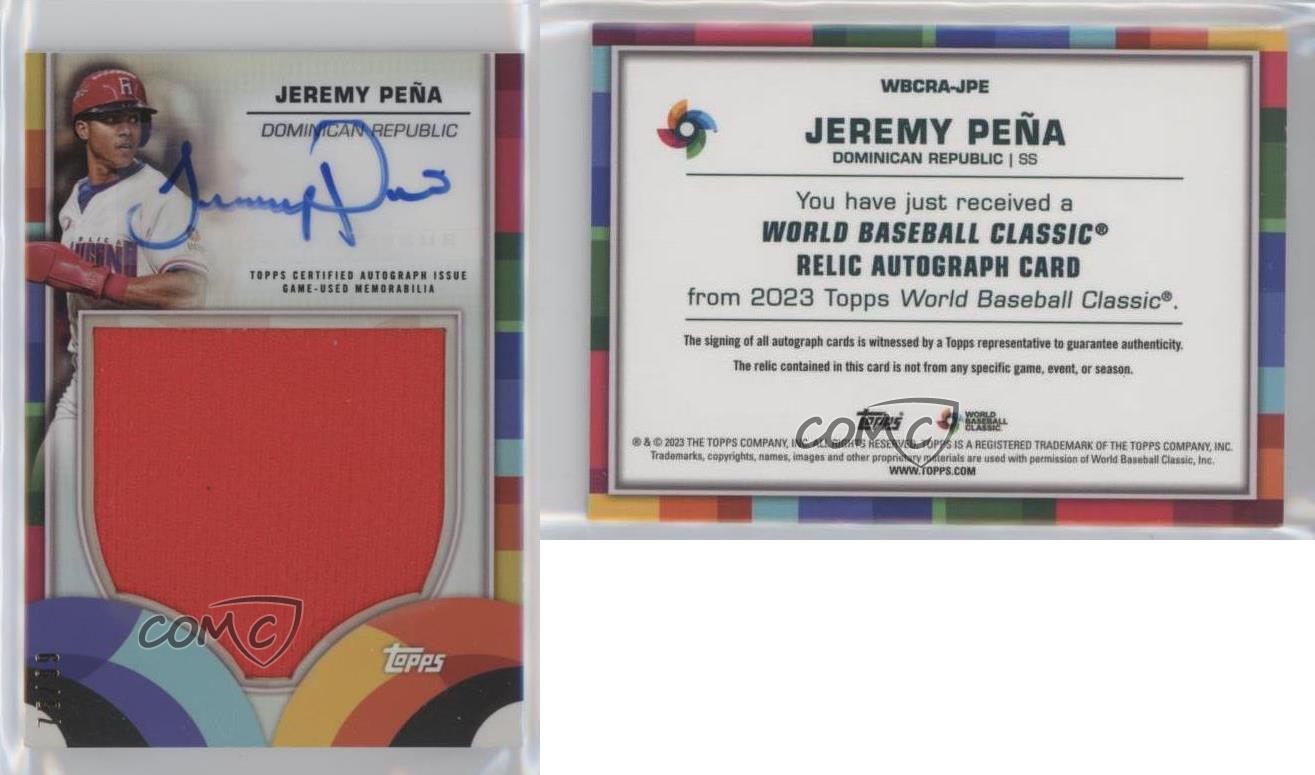 JEREMY PEÑA
DOMINICAN REPUBLIC
Jeremy Peña
TOPPS CERTIFIED AUTOGRAPH ISSUE
GAME-USED MEMORABILIA
COMC
topps
WBCRA-JPE
JEREMY PEÑA
DOMINICAN REPUBLIC | SS
You have just received a
WORLD BASEBALL CLASSIC®
RELIC AUTOGRAPH CARD
from 2023 Topps World Baseball Classic®.
The signing of all autograph cards is witnessed by a Topps representative to guarantee authenticity.
The relic contained in this card is not from any specific game, event, or season.
topps®
WORLD
BASEBALL
CLASSIC
COMC
® & © 2023 THE TOPPS COMPANY, INC. ALL RIGHTS RESERVED. TOPPS IS A REGISTERED TRADEMARK OF THE TOPPS COMPANY, INC.
Trademarks, copyrights, names, images and other proprietary materials are used with permission of World Baseball Classic, Inc.
WWW.TOPPS.COM